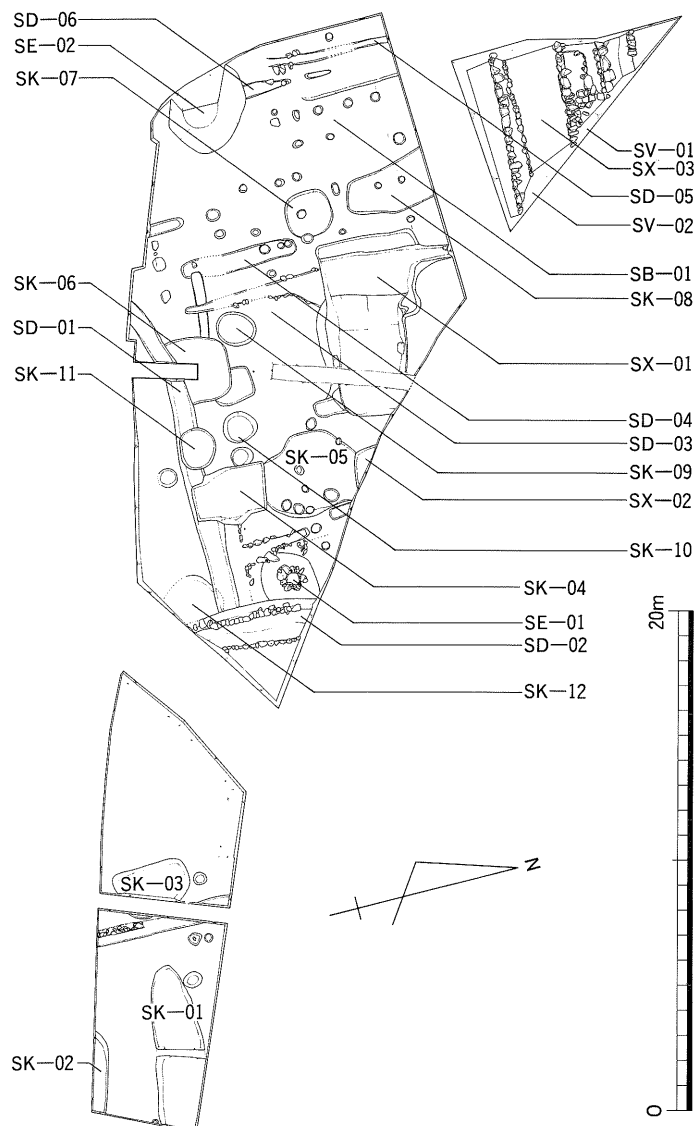 SD—06
SE—02
SK—07
SV—01
SX—03
SD—05
SV—02
SB—01
SK—08
SK—06
SD—01
SK—11
SX—01
SD—04
SD—03
SK—09
SX—02
SK—05
SK—10
SK—04
SE—01
SD—02
SK—12
20m
SK—03
N
SK—01
SK—02
0